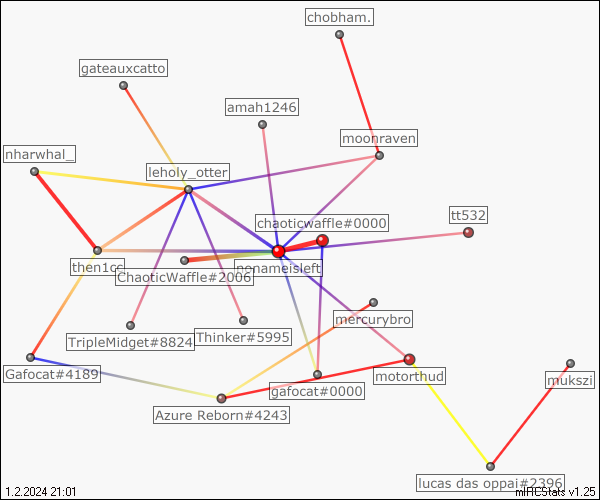 chobham.
gateauxcatto
amah1246
moonraven
nharwhal_
leholy_otter
chaoticwaffle#0000
tt532
then1cc
nonameisleft
ChaoticWaffle#2006
mercurybro
TripleMidget#8824
Thinker#5995
Gafocat#4189
motorthud
mukszi
gafocat#0000
Azure Reborn#4243
lucas das oppai#2396
1.2.2024 21:01
mIRCStats v1.25